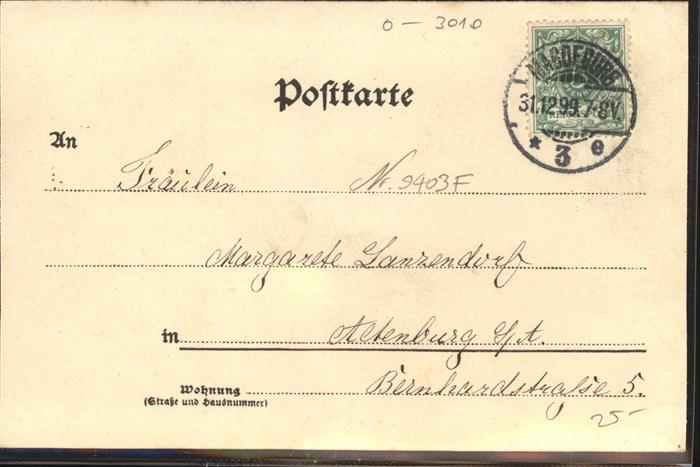 0 - 3010
MAGDEBURG
31.12.99.7-8V.
* 3 e
REICHSPOST
Postkarte
An
Fräulein Nr. 9403F
Margarete Lanzendorf
in Altenburg S/A.
Wohnung Bernhardstraße 5.
(Straße und Hausnummer)
25-